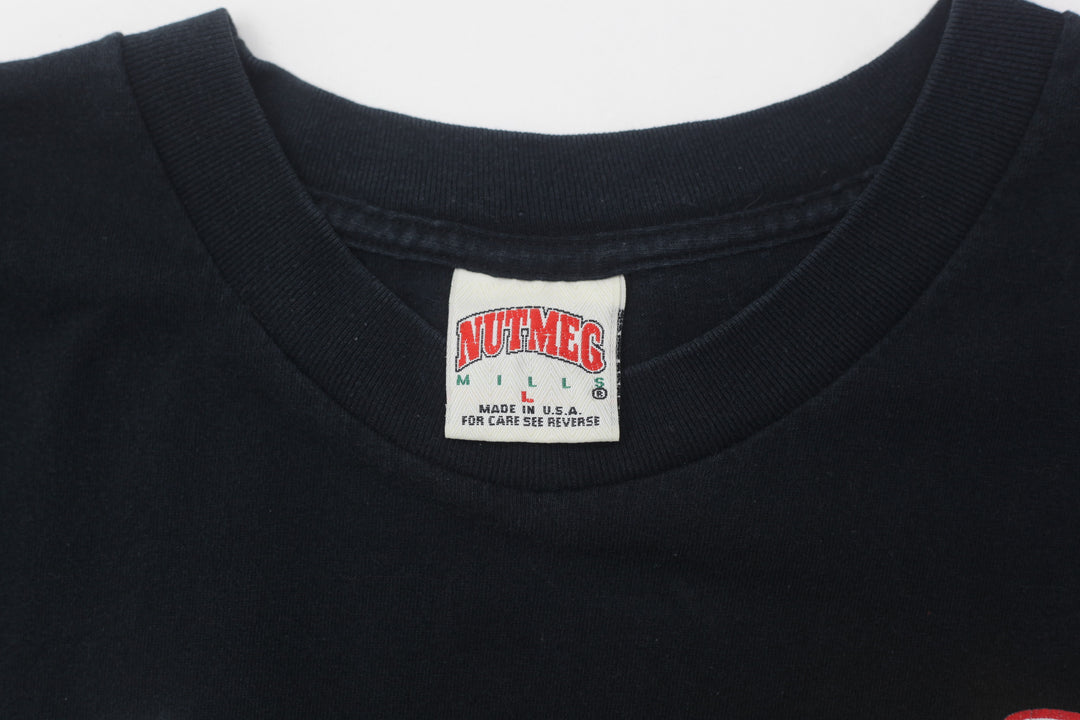 NUTMEG
MILLS
L ®
MADE IN U.S.A.
FOR CARE SEE REVERSE